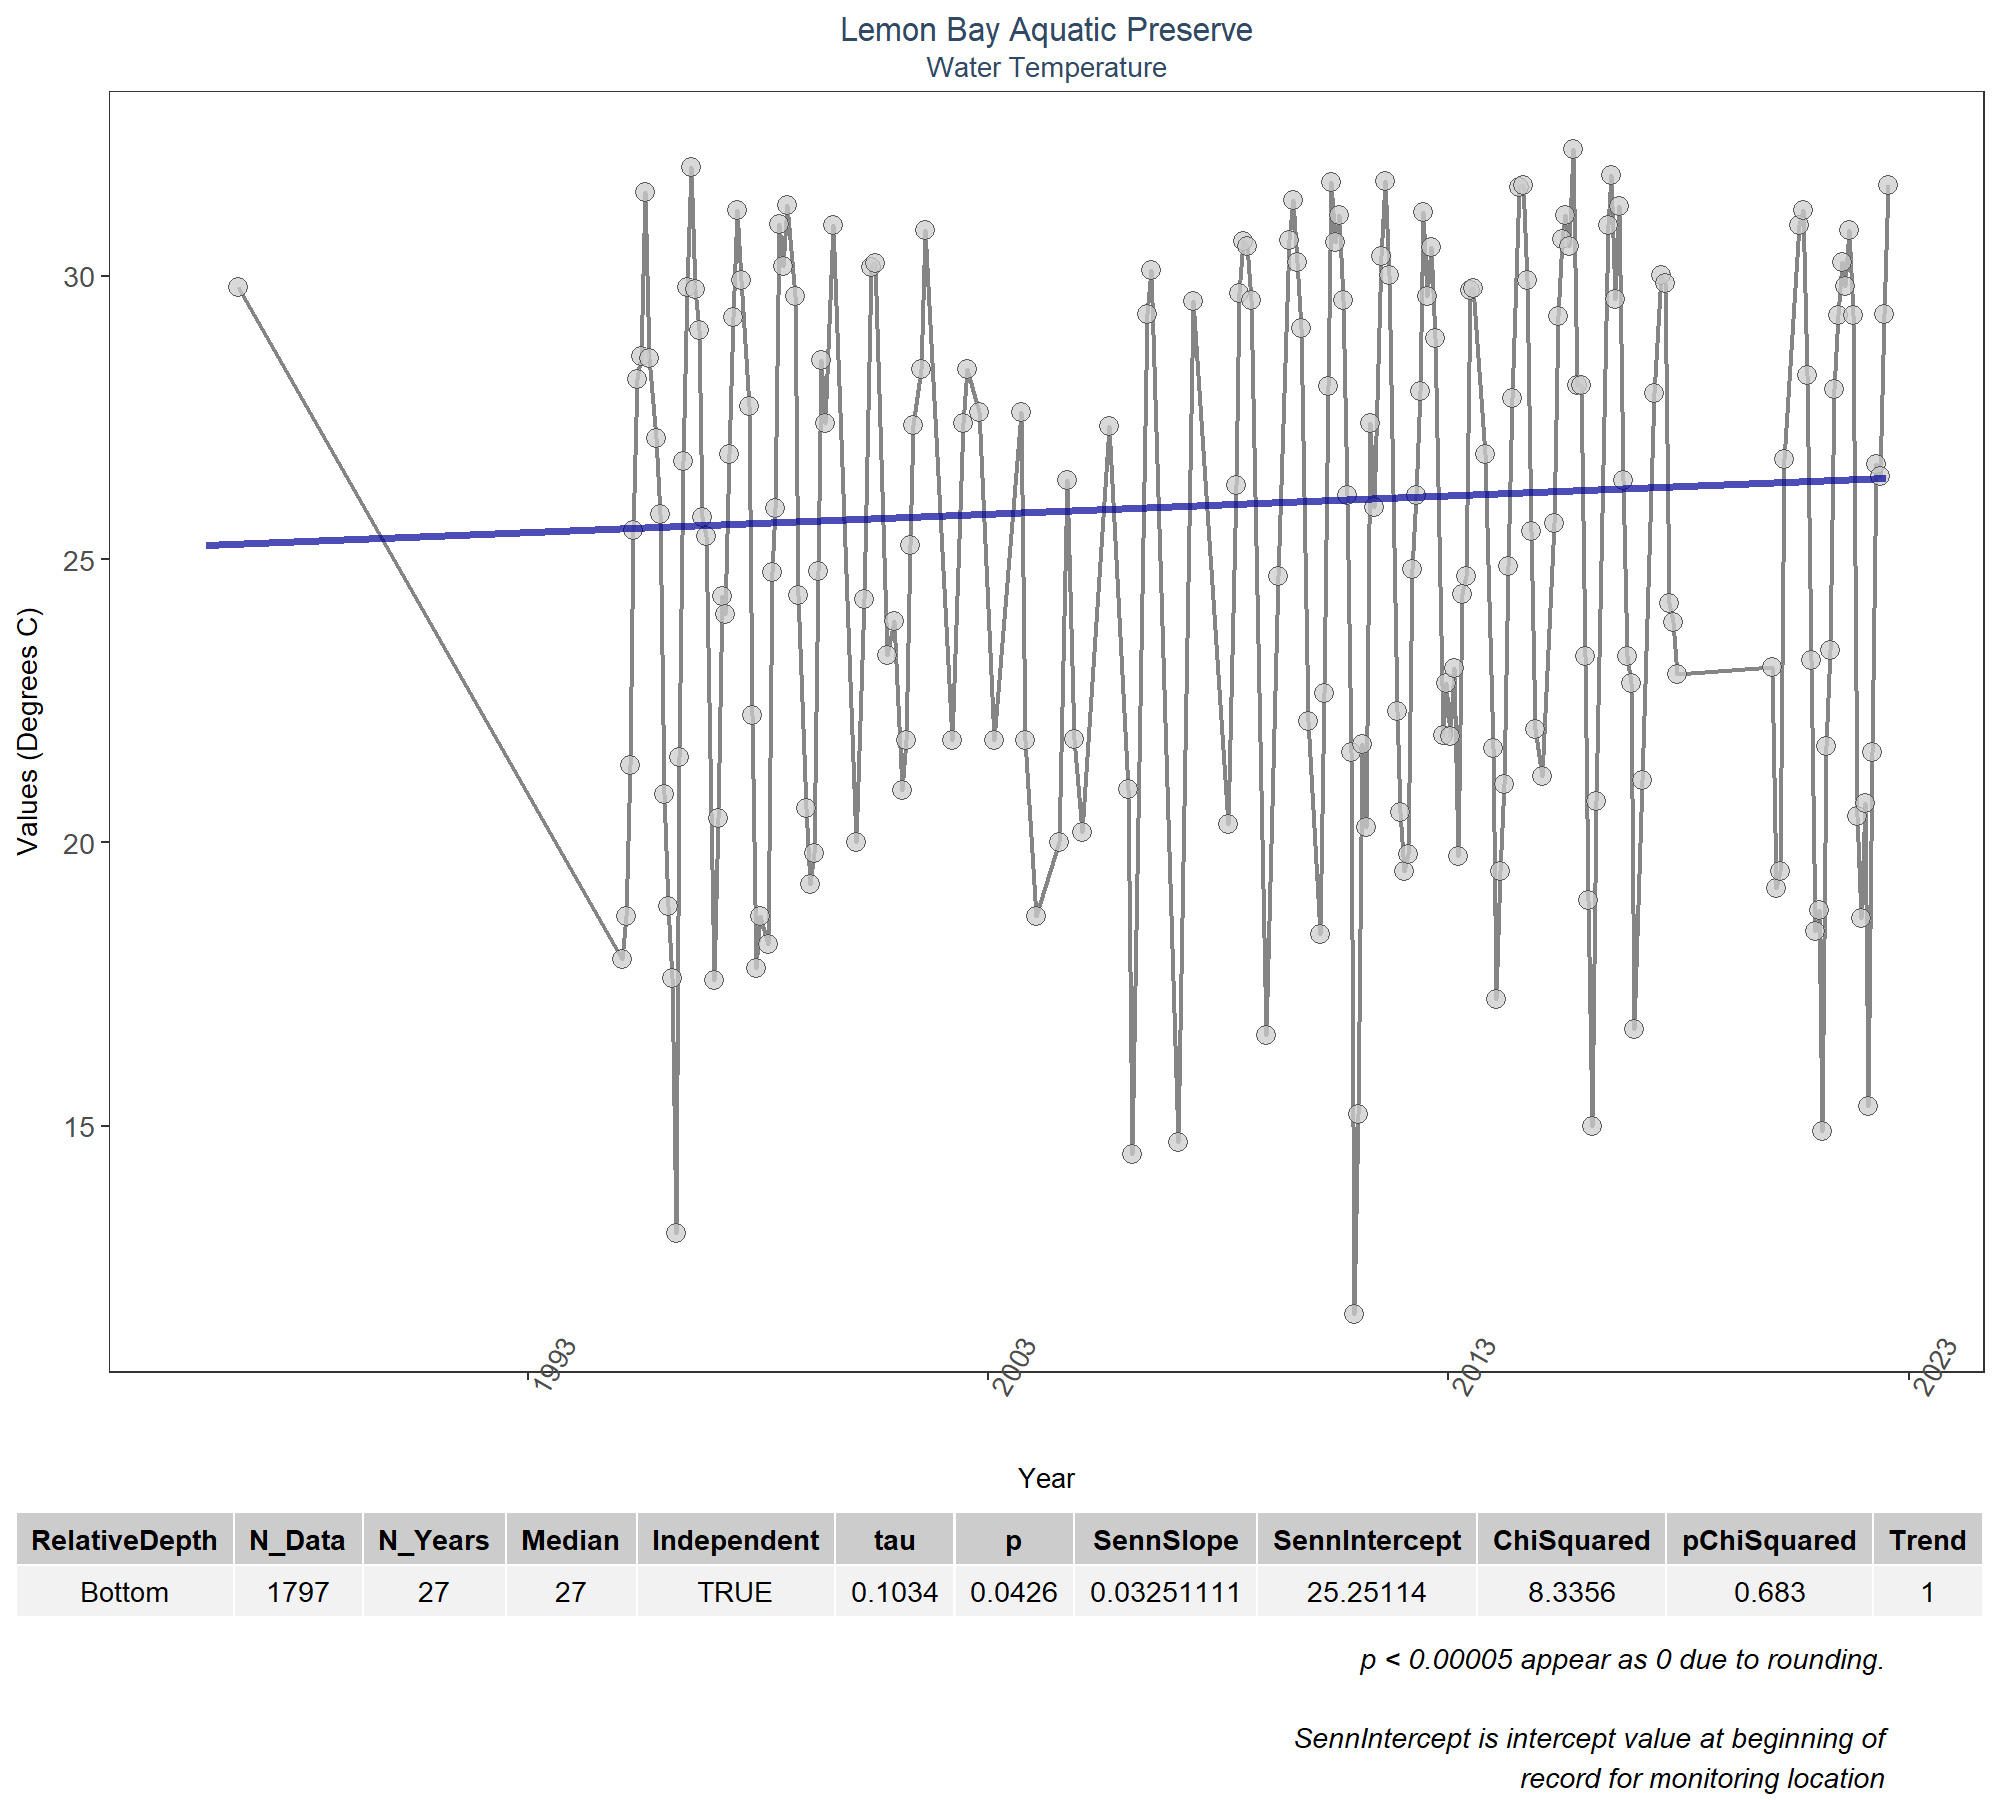 Lemon Bay Aquatic Preserve
Water Temperature
Values (Degrees C)
30
25
20
15
1993
2003
2013
2023
Year
RelativeDepth N_Data N_Years Median Independent tau p SennSlope SennIntercept ChiSquared pChiSquared Trend
Bottom 1797 27 27 TRUE 0.1034 0.0426 0.03251111 25.25114 8.3356 0.683 1
p < 0.00005 appear as 0 due to rounding.
SennIntercept is intercept value at beginning of
record for monitoring location